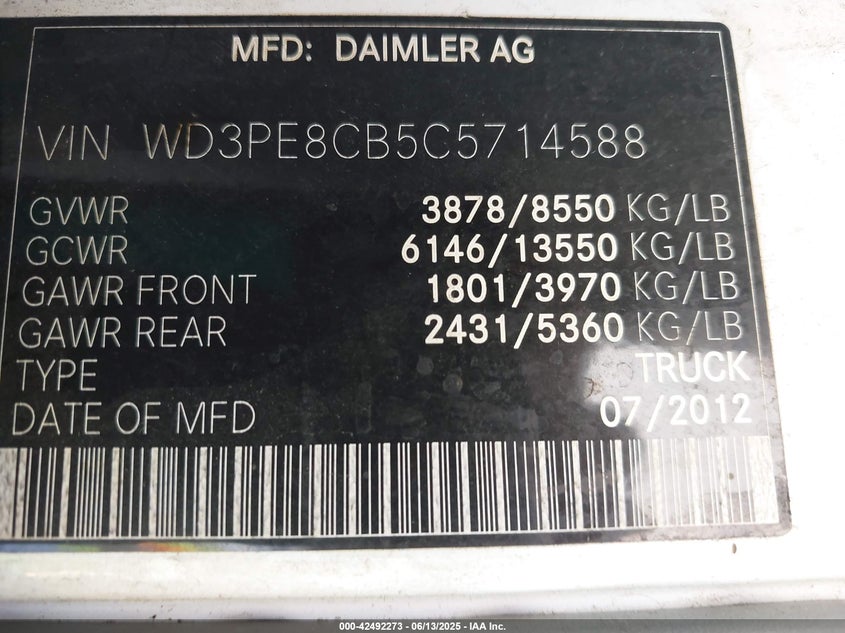 MFD: DAIMLER AG
VIN WD3PE8CB5C5714588
GVWR 3878/8550 KG/LB
GCWR 6146/13550 KG/LB
GAWR FRONT 1801/3970 KG/LB
GAWR REAR 2431/5360 KG/LB
TYPE TRUCK
DATE OF MFD 07/2012
000-42492273 - 06/13/2025 - IAA Inc.